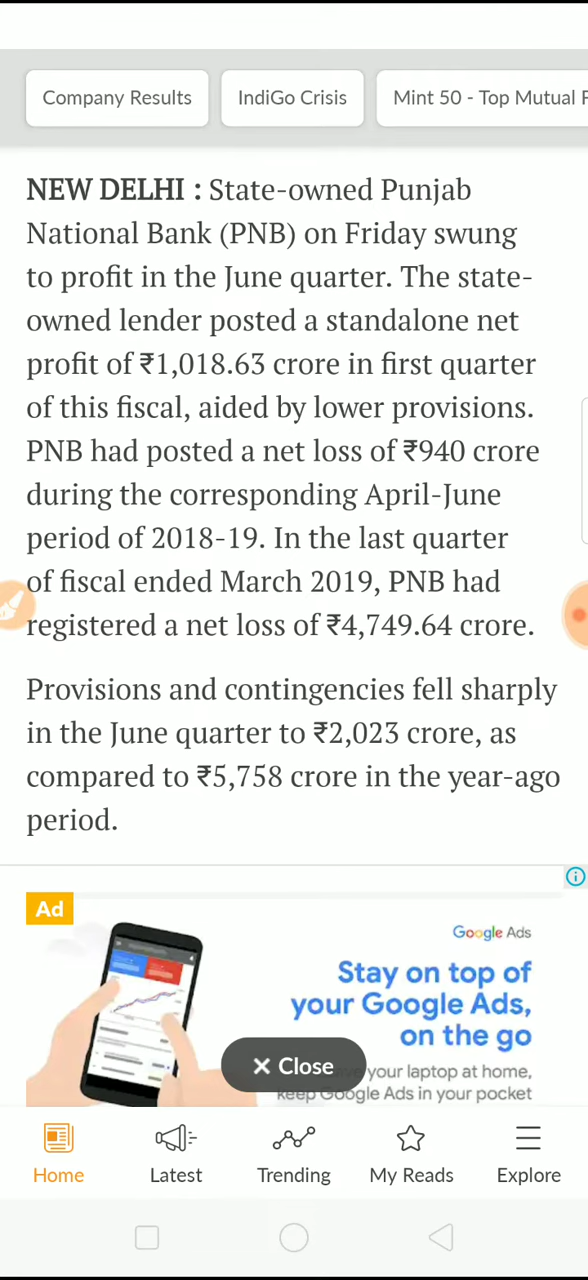 Company Results
IndiGo Crisis
Mint 50 - Top Mutual F
NEW DELHI : State-owned Punjab
National Bank (PNB) on Friday swung
to profit in the June quarter. The state-
owned lender posted a standalone net
profit of ₹1,018.63 crore in first quarter
of this fiscal, aided by lower provisions.
PNB had posted a net loss of ₹940 crore
during the corresponding April-June
period of 2018-19. In the last quarter
of fiscal ended March 2019, PNB had
registered a net loss of ₹4,749.64 crore.
Provisions and contingencies fell sharply
in the June quarter to ₹2,023 crore, as
compared to ₹5,758 crore in the year-ago
period.
Ad
Google Ads
Stay on top of
your Google Ads,
on the go
× Close
your laptop at home,
keep Google Ads in your pocket
Home
Latest
Trending
My Reads
Explore